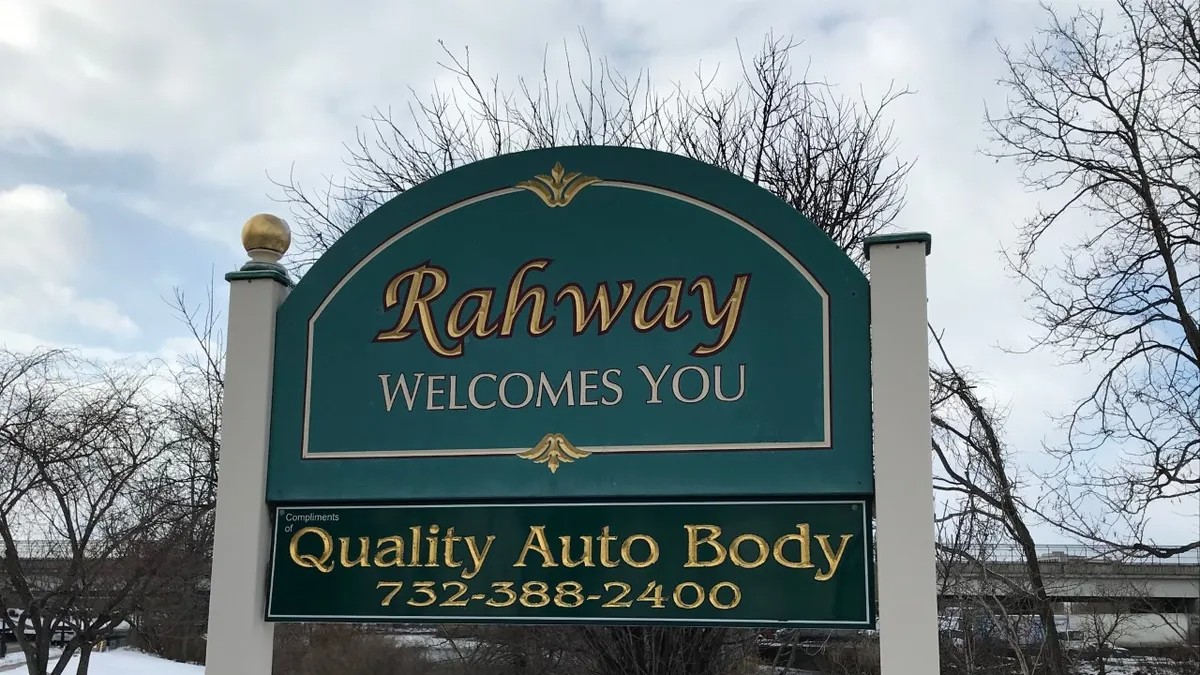 Rahway
WELCOMES YOU
Compliments
of
Quality Auto Body
732-388-2400